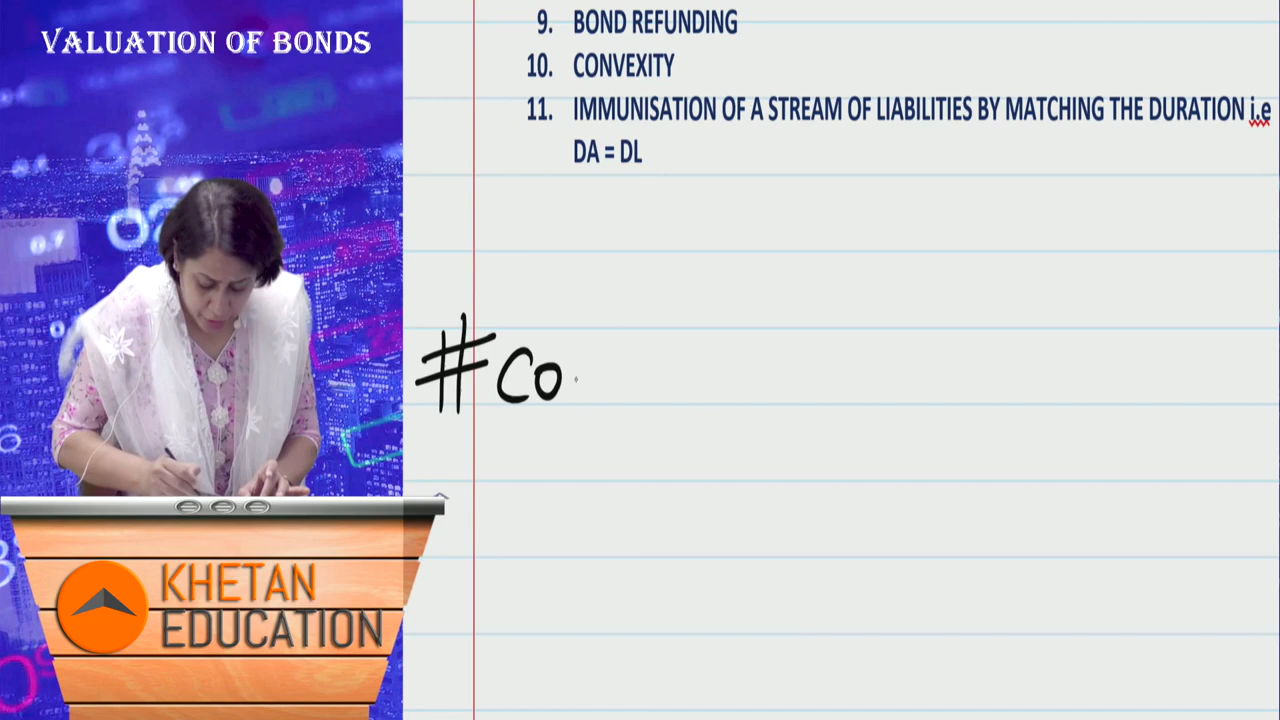 VALUATION OF BONDS
9. BOND REFUNDING
10. CONVEXITY
11. IMMUNISATION OF A STREAM OF LIABILITIES BY MATCHING THE DURATION i.e
DA = DL
#CO
KHETAN
EDUCATION